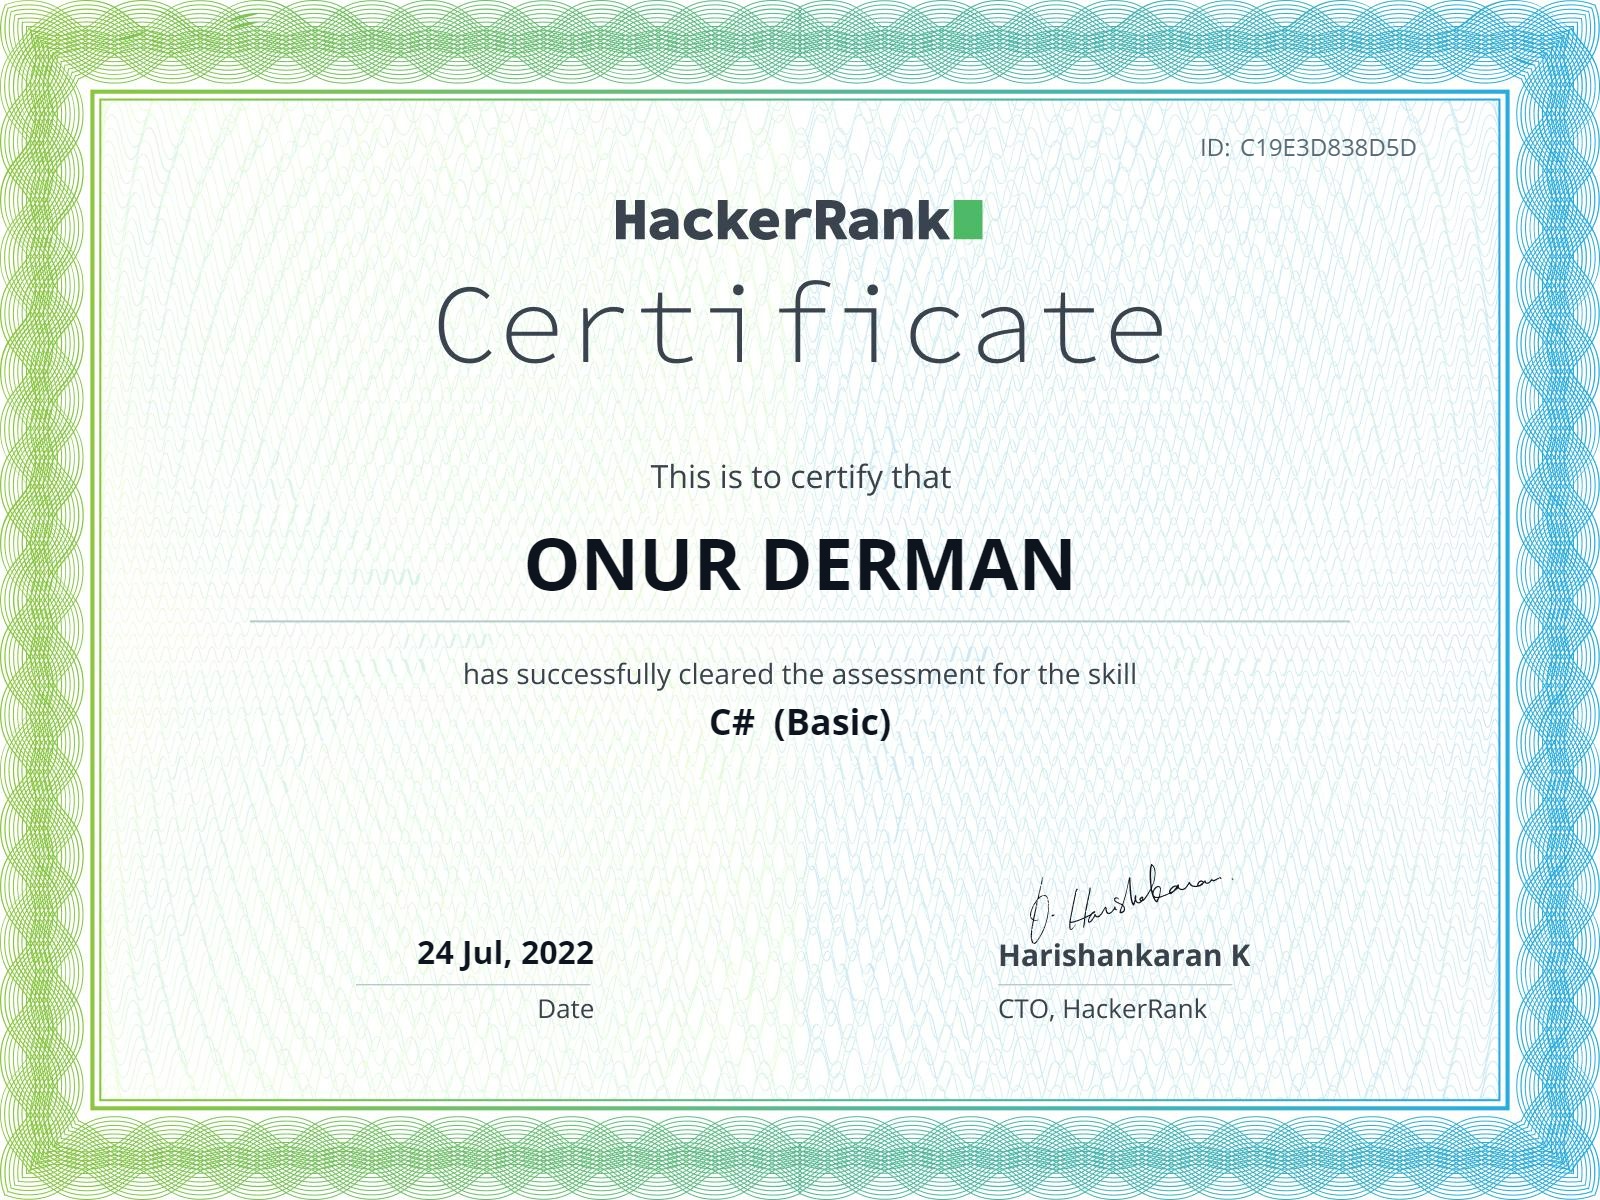 ID: C19E3D838D5D
HackerRank
Certificate
This is to certify that
ONUR DERMAN
has successfully cleared the assessment for the skill
C# (Basic)
J. Harishankaran
24 Jul, 2022
Harishankaran K
Date
CTO, HackerRank